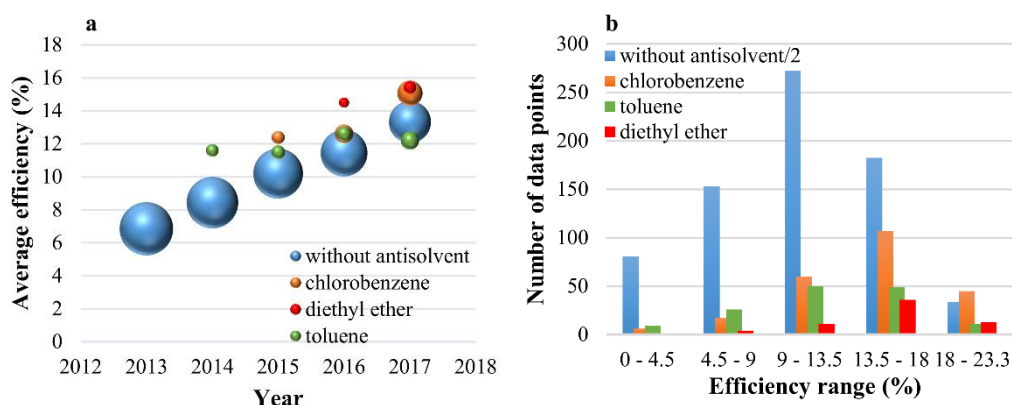 a
18
16
14
12
10
8
6
4
2
0
Average efficiency (%)
without antisolvent
chlorobenzene
diethyl ether
toluene
2012 2013 2014 2015 2016 2017 2018
Year
b
300
250
200
150
100
50
0
Number of data points
without antisolvent/2
chlorobenzene
toluene
diethyl ether
0 - 4.5 4.5 - 9 9 - 13.5 13.5 - 18 18 - 23.3
Efficiency range (%)